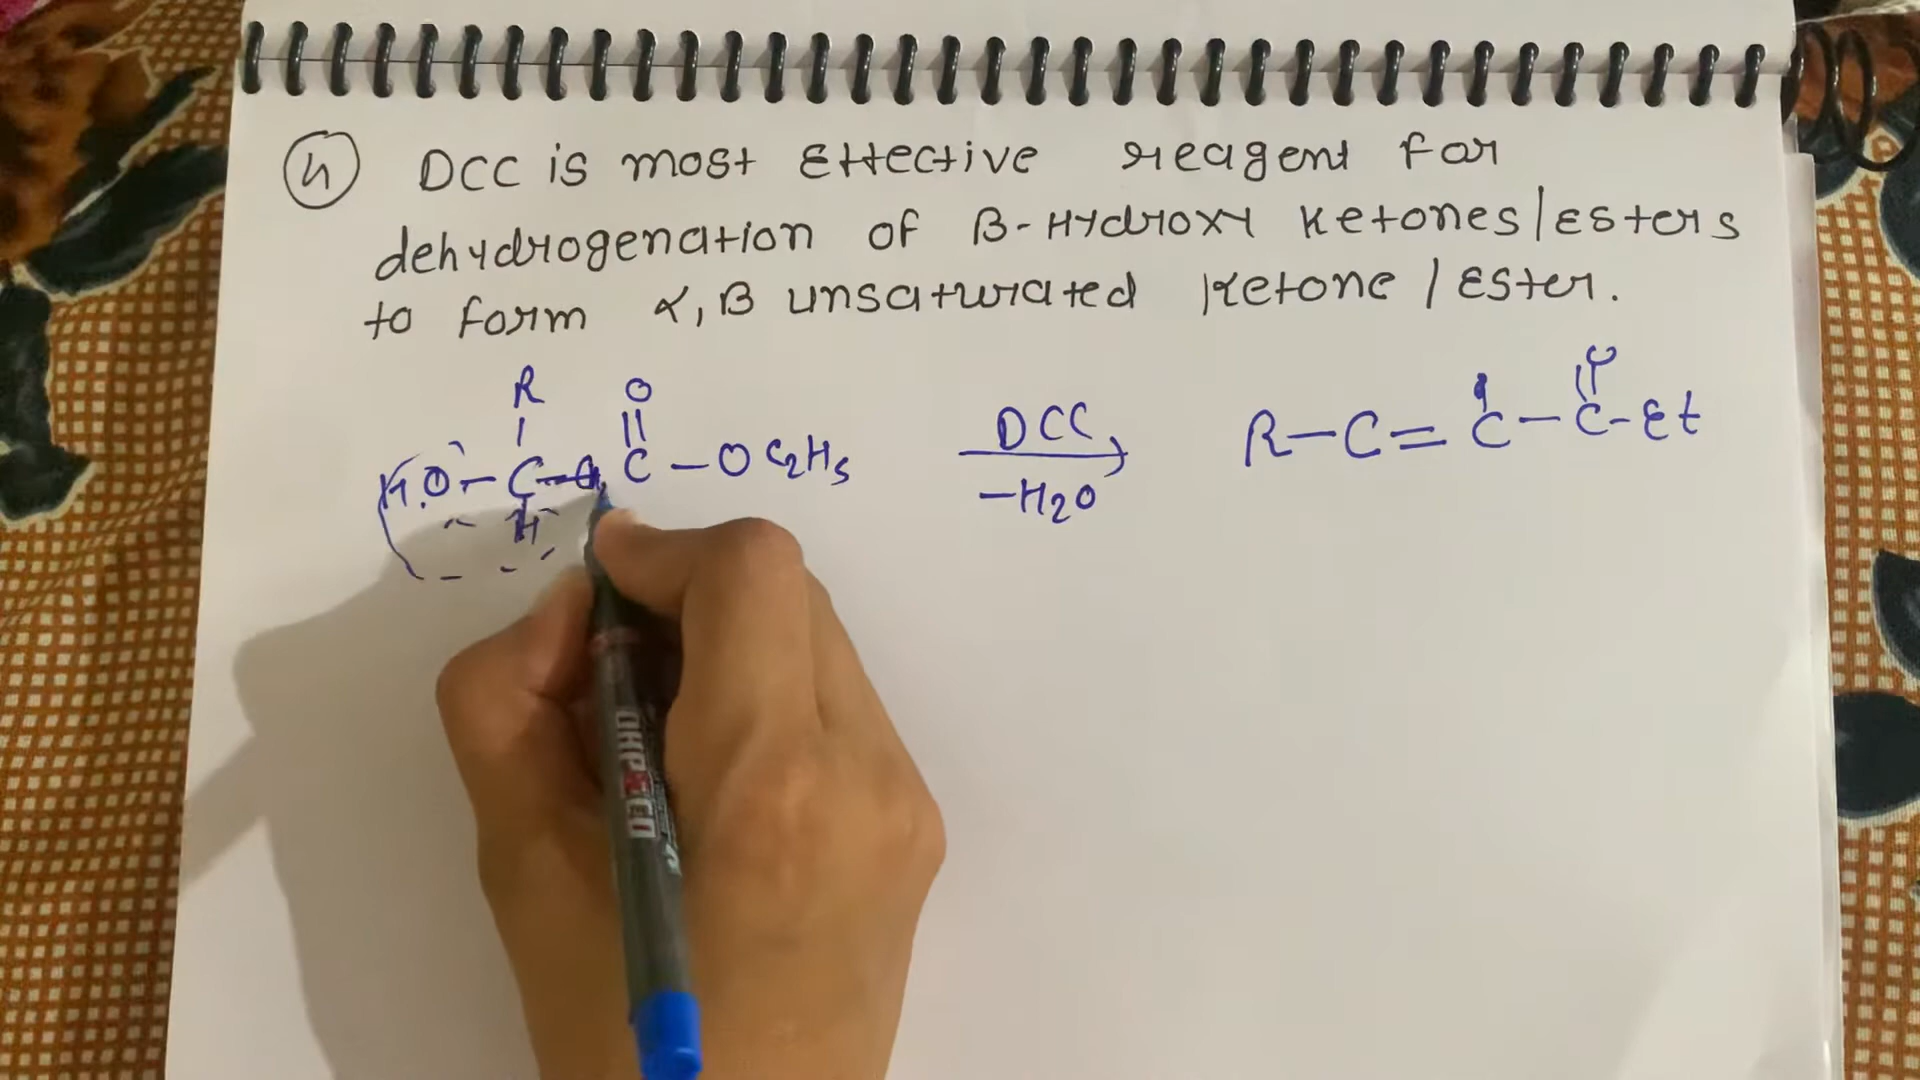 4 DCC is most Effective reagent for
dehydrogenation of β-Hydroxy Ketones/Esters
to form α,β unsaturated Ketone / Ester.
R O O
HO-C- C-OC2H5 DCC -H2O R-C=C-C-Et
H